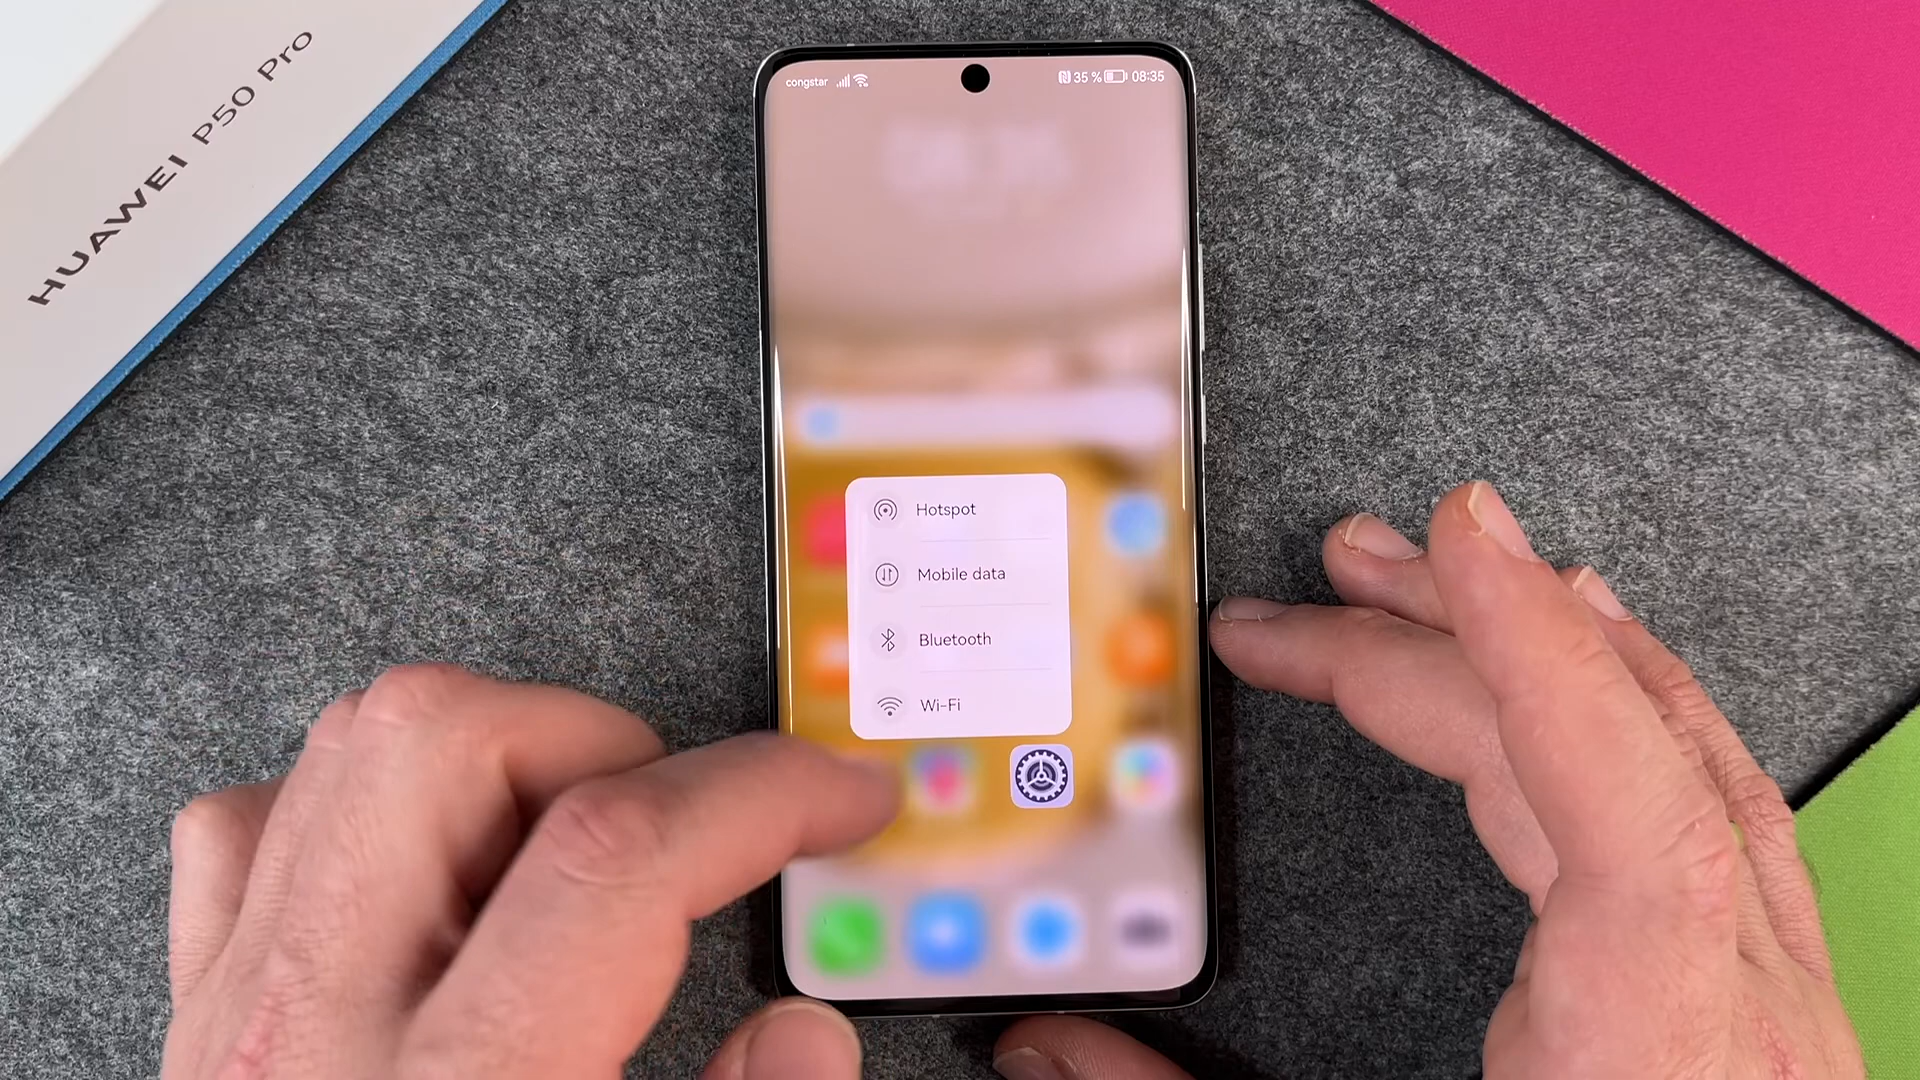 HUAWEI P50 Pro
congstar
35 % 08:35
Hotspot
Mobile data
Bluetooth
Wi-Fi